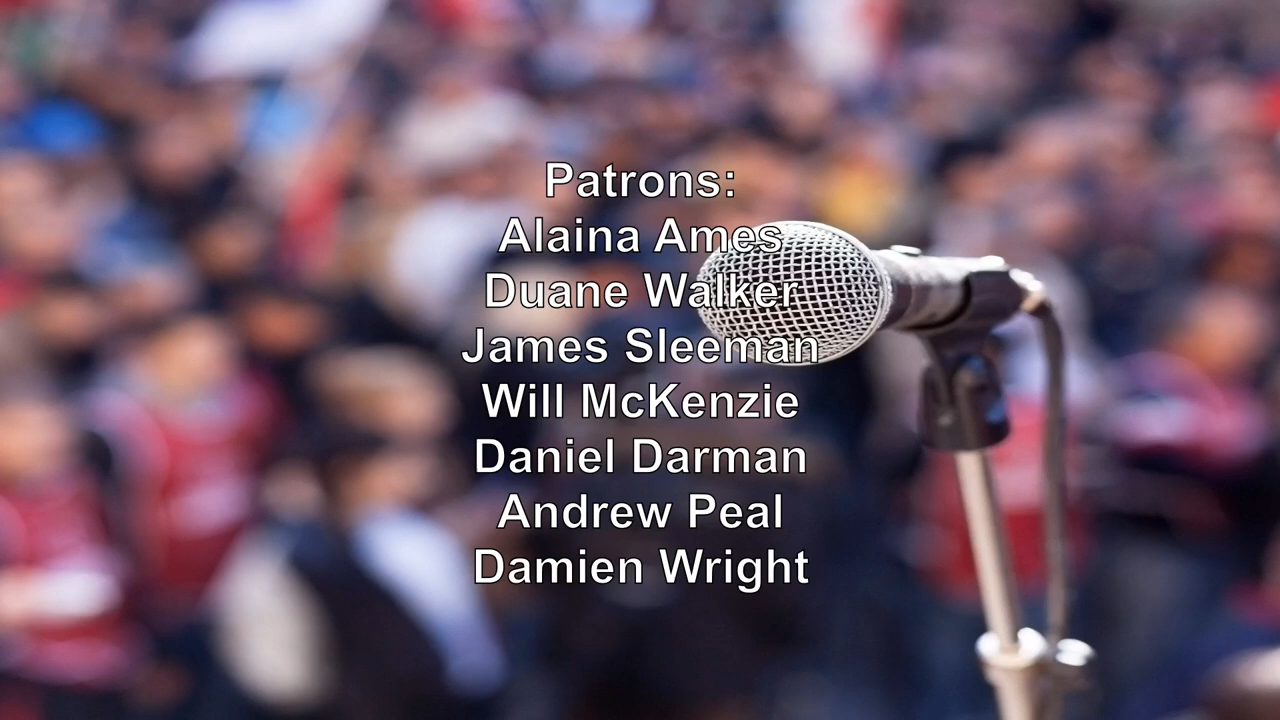 Patrons:
Alaina Ames
Duane Walker
James Sleeman
Will McKenzie
Daniel Darman
Andrew Peal
Damien Wright